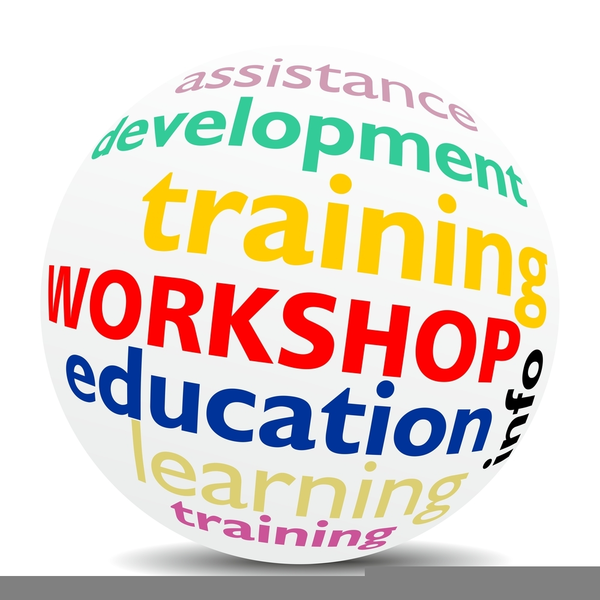 assistance
development
training
WORKSHOP
info
education
learning
training